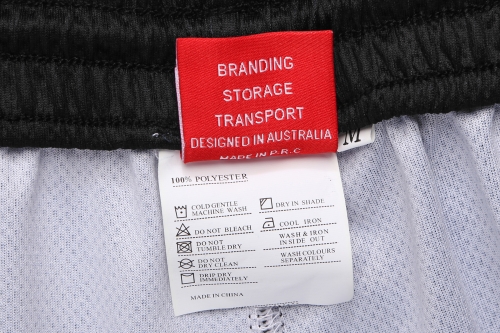 BRANDING
STORAGE
TRANSPORT
DESIGNED IN AUSTRALIA
MADE IN P.R.C
M
100% POLYESTER
COLD GENTLE
MACHINE WASH
DRY IN SHADE
DO NOT BLEACH
COOL IRON
DO NOT
TUMBLE DRY
WASH & IRON
INSIDE OUT
DO NOT
DRY CLEAN
WASH COLOURS
SEPARATELY
DRIP DRY
IMMEDIATELY
MADE IN CHINA